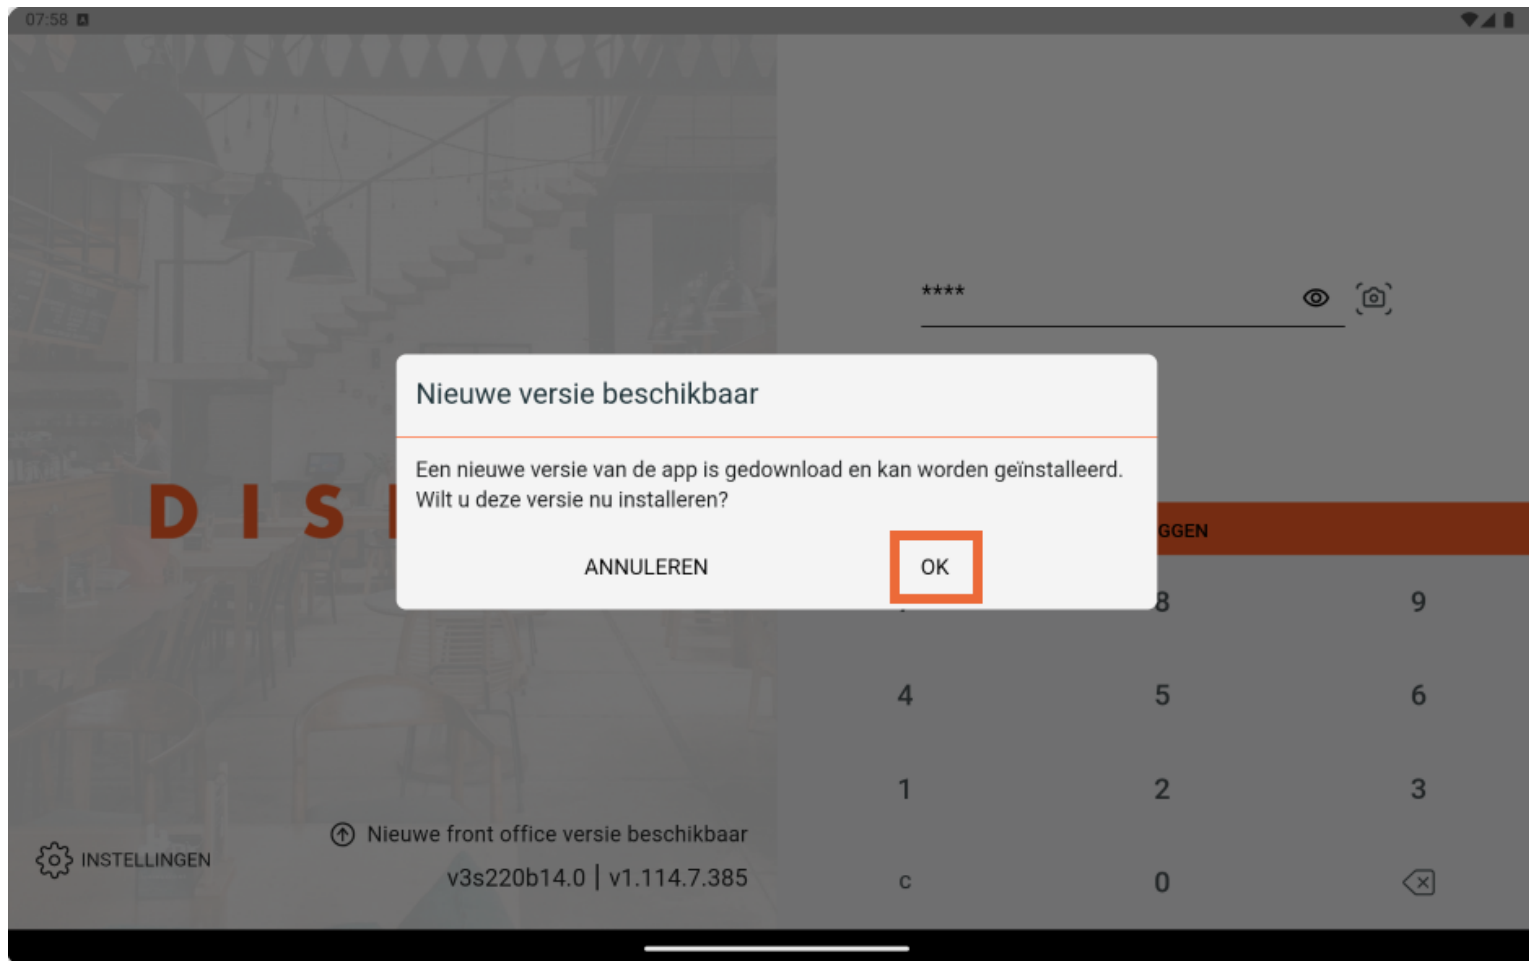 07:58
****
Nieuwe versie beschikbaar
Een nieuwe versie van de app is gedownload en kan worden geïnstalleerd.
Wilt u deze versie nu installeren?
ANNULEREN
OK
9
4
5
6
1
2
3
C
0
Nieuwe front office versie beschikbaar
INSTELLINGEN
v3s220b14.0 | v1.114.7.385
8
DIS
GGEN